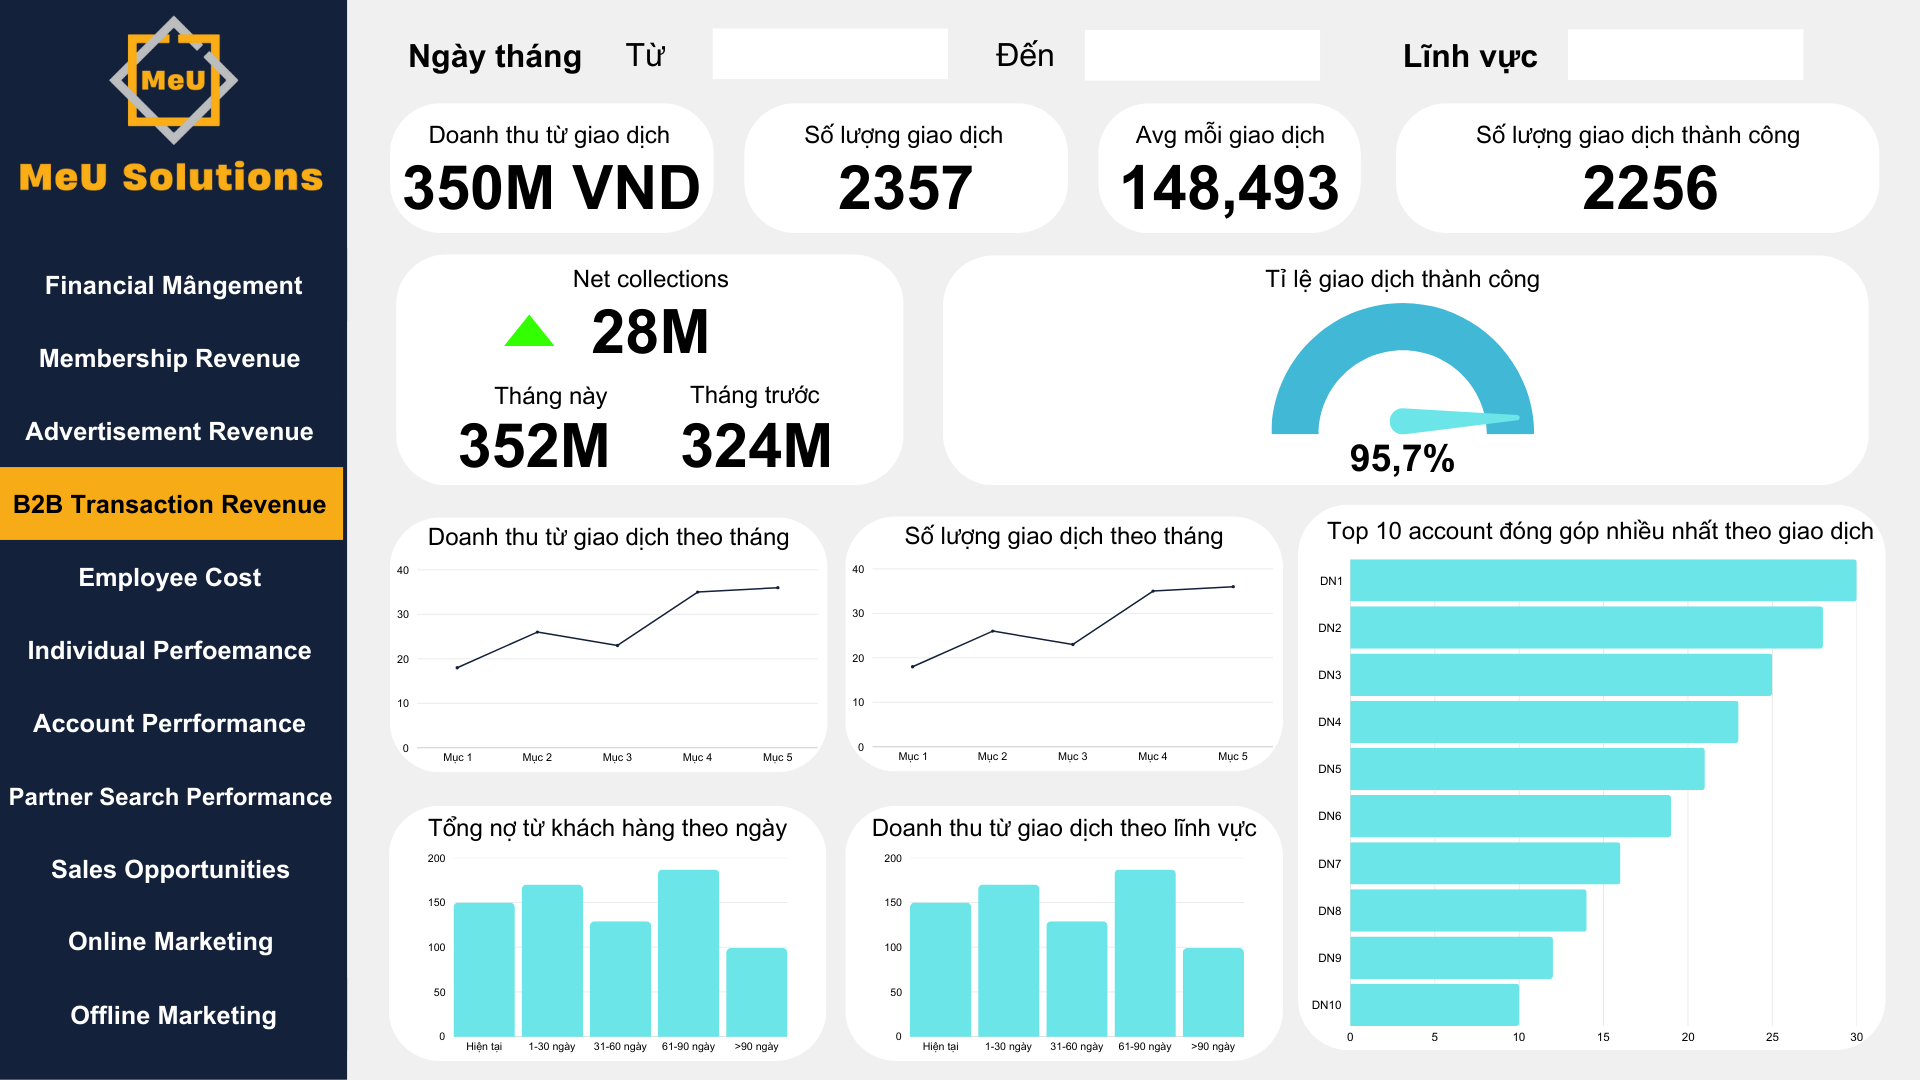 MeU
MeU Solutions
Financial Mângement
Membership Revenue
Advertisement Revenue
B2B Transaction Revenue
Employee Cost
Individual Perfoemance
Account Perrformance
Partner Search Performance
Sales Opportunities
Online Marketing
Offline Marketing
Ngày tháng Từ Đến Lĩnh vực
Doanh thu từ giao dịch
350M VND
Số lượng giao dịch
2357
Avg mỗi giao dịch
148,493
Số lượng giao dịch thành công
2256
Net collections
28M
Tháng này Tháng trước
352M 324M
Tỉ lệ giao dịch thành công
95,7%
Doanh thu từ giao dịch theo tháng
40
30
20
10
0
Mục 1 Mục 2 Mục 3 Mục 4 Mục 5
Số lượng giao dịch theo tháng
40
30
20
10
0
Mục 1 Mục 2 Mục 3 Mục 4 Mục 5
Top 10 account đóng góp nhiều nhất theo giao dịch
DN1
DN2
DN3
DN4
DN5
DN6
DN7
DN8
DN9
DN10
0 5 10 15 20 25 30
Tổng nợ từ khách hàng theo ngày
200
150
100
50
0
Hiện tại 1-30 ngày 31-60 ngày 61-90 ngày >90 ngày
Doanh thu từ giao dịch theo lĩnh vực
200
150
100
50
0
Hiện tại 1-30 ngày 31-60 ngày 61-90 ngày >90 ngày